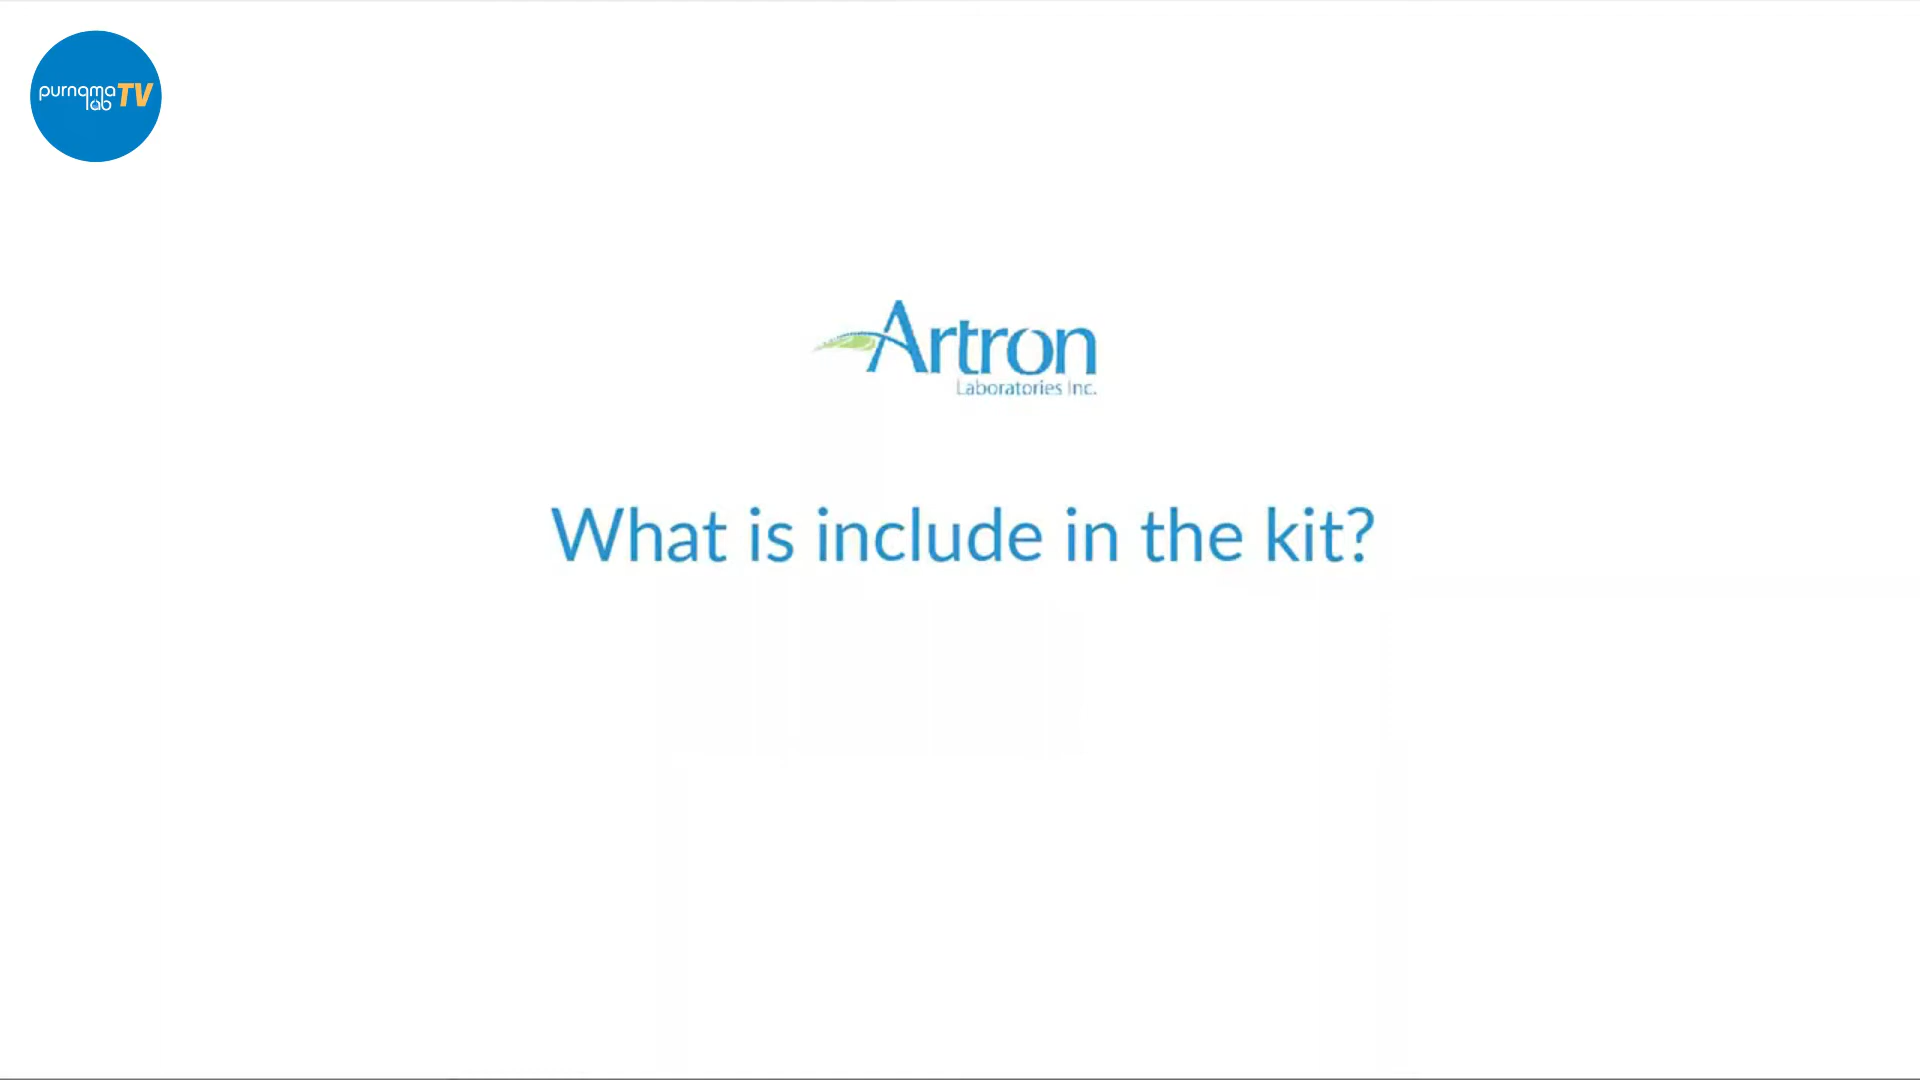 purnama
lab TV
Artron
Laboratories Inc.
What is include in the kit?